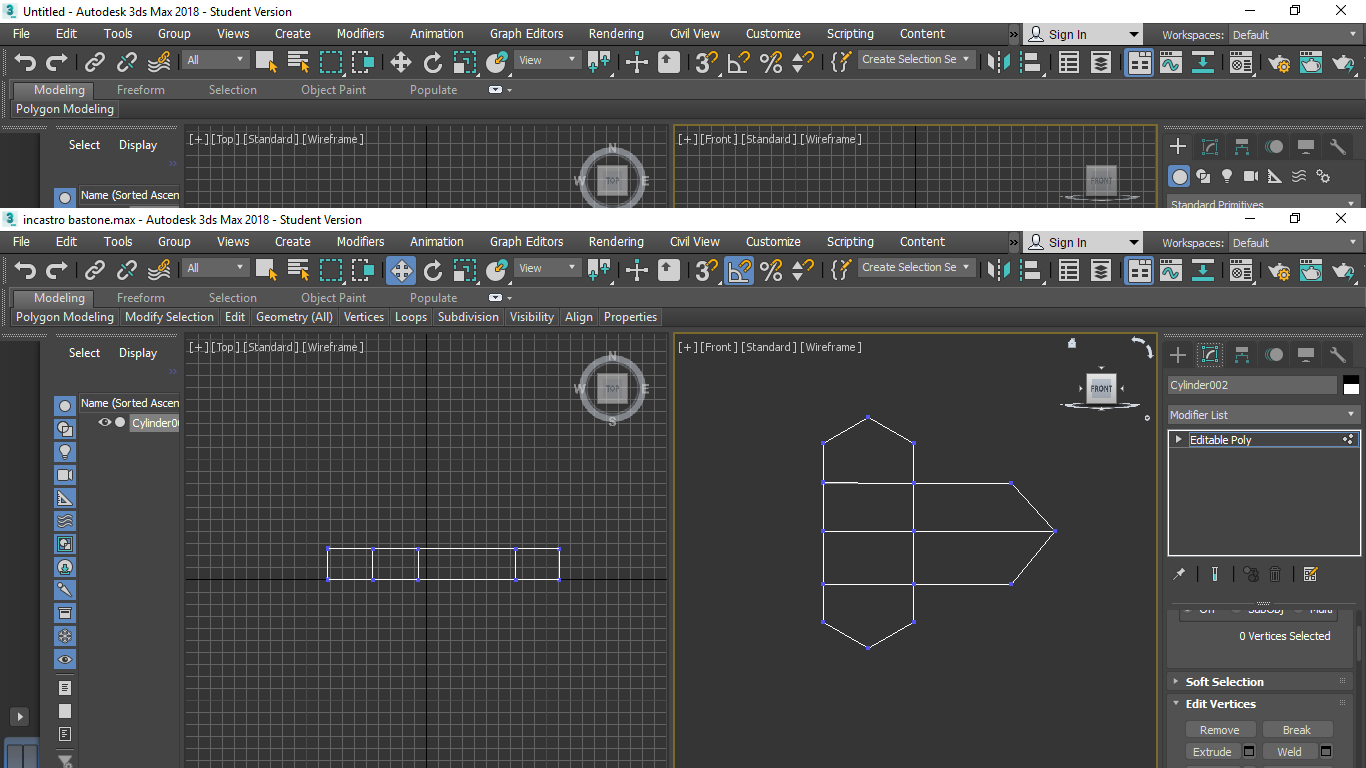 Untitled - Autodesk 3ds Max 2018 - Student Version
File Edit Tools Group Views Create Modifiers Animation Graph Editors Rendering Civil View Customize Scripting Content » Sign In Workspaces: Default
All View Create Selection Se
Modeling Freeform Selection Object Paint Populate
Polygon Modeling
Select Display [+] [Top] [Standard] [Wireframe] [+] [Front] [Standard] [Wireframe]
N
W TOP E FRONT
Name (Sorted Ascen
Standard Primitives
incastro bastone.max - Autodesk 3ds Max 2018 - Student Version
File Edit Tools Group Views Create Modifiers Animation Graph Editors Rendering Civil View Customize Scripting Content » Sign In Workspaces: Default
All View Create Selection Se
Modeling Freeform Selection Object Paint Populate
Polygon Modeling Modify Selection Edit Geometry (All) Vertices Loops Subdivision Visibility Align Properties
Select Display [+] [Top] [Standard] [Wireframe] [+] [Front] [Standard] [Wireframe]
N
W TOP E FRONT
S
Cylinder002
Name (Sorted Ascen
Modifier List
Cylinder00
Editable Poly
Off SubObj Multi
0 Vertices Selected
Soft Selection
Edit Vertices
Remove Break
Extrude Weld